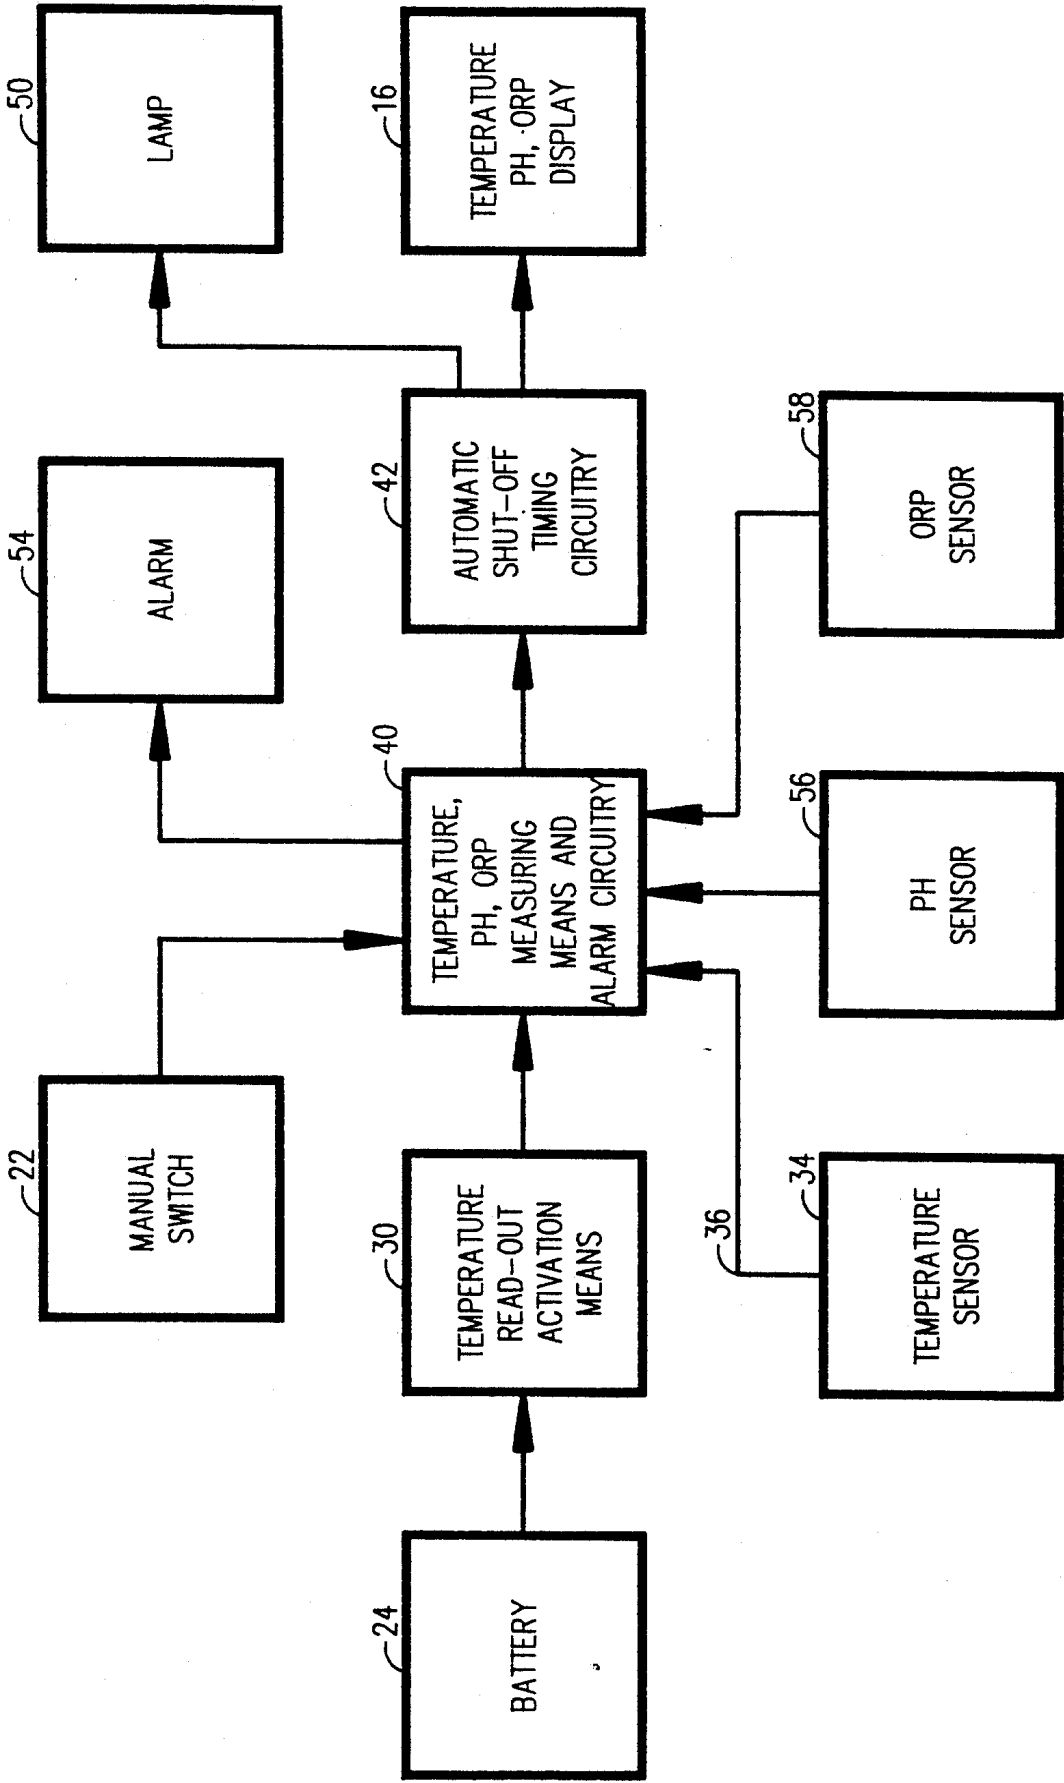 22
MANUAL
SWITCH
54
ALARM
50
LAMP
24
BATTERY
30
TEMPERATURE
READ-OUT
ACTIVATION
MEANS
40
TEMPERATURE,
PH, ORP
MEASURING
MEANS AND
ALARM CIRCUITRY
42
AUTOMATIC
SHUT-OFF
TIMING
CIRCUITRY
16
TEMPERATURE
PH, ORP
DISPLAY
36
34
TEMPERATURE
SENSOR
56
PH
SENSOR
58
ORP
SENSOR